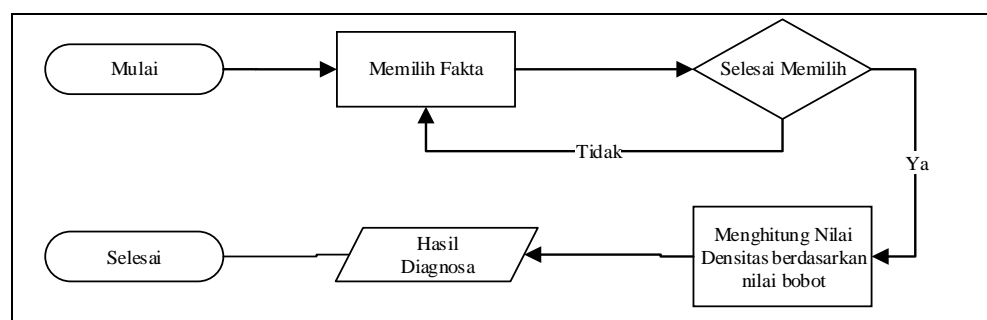 Mulai
Memilih Fakta
Selesai Memilih
Tidak
Ya
Menghitung Nilai
Densitas berdasarkan
nilai bobot
Hasil
Diagnosa
Selesai